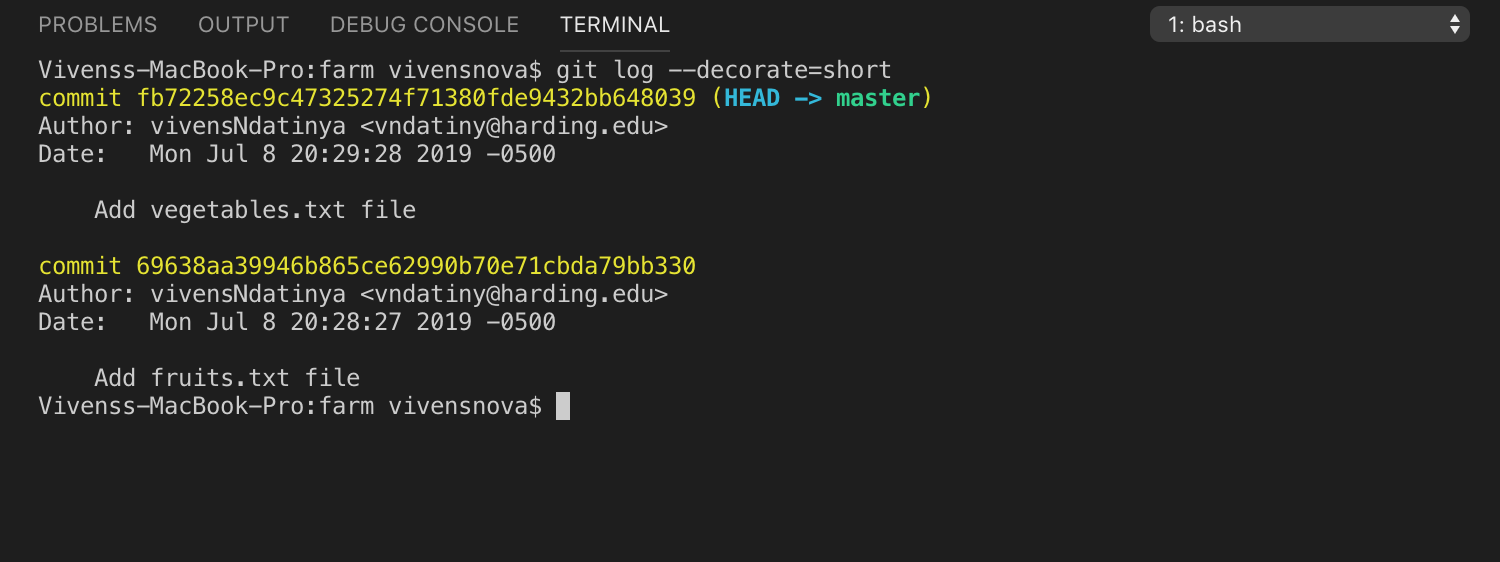 PROBLEMS OUTPUT DEBUG CONSOLE TERMINAL 1: bash
Vivenss-MacBook-Pro:farm vivensnova$ git log --decorate=short
commit fb72258ec9c47325274f71380fde9432bb648039 (HEAD -> master)
Author: vivensNdatinya <vndatiny@harding.edu>
Date:   Mon Jul 8 20:29:28 2019 -0500
    Add vegetables.txt file
commit 69638aa39946b865ce62990b70e71cbda79bb330
Author: vivensNdatinya <vndatiny@harding.edu>
Date:   Mon Jul 8 20:28:27 2019 -0500
    Add fruits.txt file
Vivenss-MacBook-Pro:farm vivensnova$